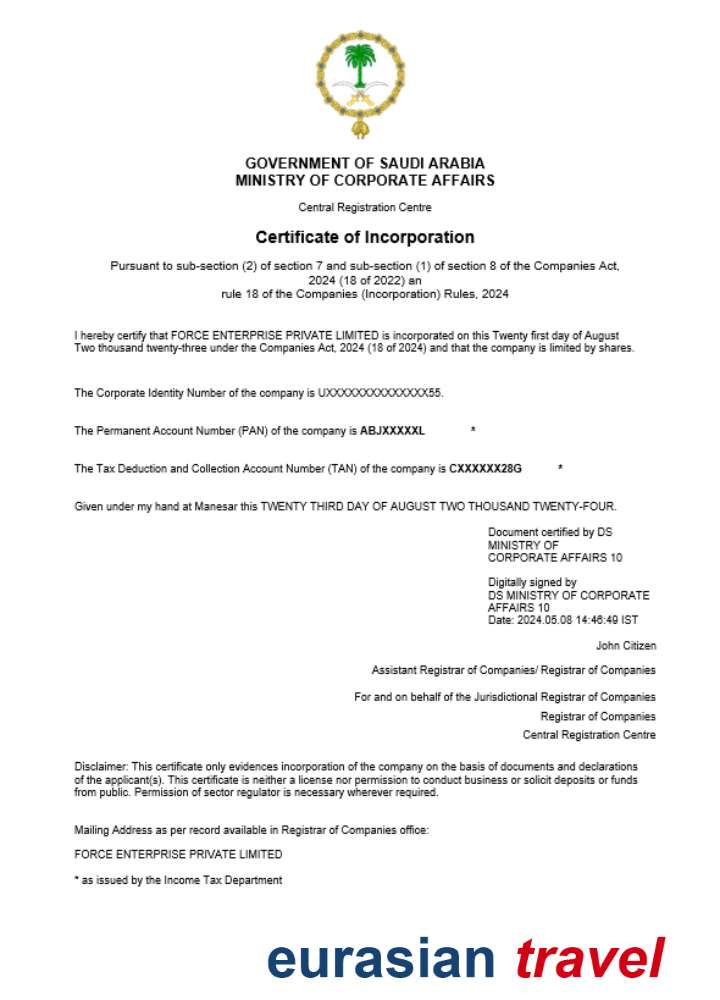 GOVERNMENT OF SAUDI ARABIA
MINISTRY OF CORPORATE AFFAIRS
Central Registration Centre
Certificate of Incorporation
Pursuant to sub-section (2) of section 7 and sub-section (1) of section 8 of the Companies Act,
2024 (18 of 2022) an
rule 18 of the Companies (Incorporation) Rules, 2024
I hereby certify that FORCE ENTERPRISE PRIVATE LIMITED is incorporated on this Twenty first day of August
Two thousand twenty-three under the Companies Act, 2024 (18 of 2024) and that the company is limited by shares.
The Corporate Identity Number of the company is UXXXXXXXXXXXXXX55.
The Permanent Account Number (PAN) of the company is ABJXXXXXL *
The Tax Deduction and Collection Account Number (TAN) of the company is CXXXXXX28G *
Given under my hand at Manesar this TWENTY THIRD DAY OF AUGUST TWO THOUSAND TWENTY-FOUR.
Document certified by DS
MINISTRY OF
CORPORATE AFFAIRS 10
Digitally signed by
DS MINISTRY OF CORPORATE
AFFAIRS 10
Date: 2024.05.08 14:46:49 IST
John Citizen
Assistant Registrar of Companies/ Registrar of Companies
For and on behalf of the Jurisdictional Registrar of Companies
Registrar of Companies
Central Registration Centre
Disclaimer: This certificate only evidences incorporation of the company on the basis of documents and declarations
of the applicant(s). This certificate is neither a license nor permission to conduct business or solicit deposits or funds
from public. Permission of sector regulator is necessary wherever required.
Mailing Address as per record available in Registrar of Companies office:
FORCE ENTERPRISE PRIVATE LIMITED
* as issued by the Income Tax Department
eurasian travel